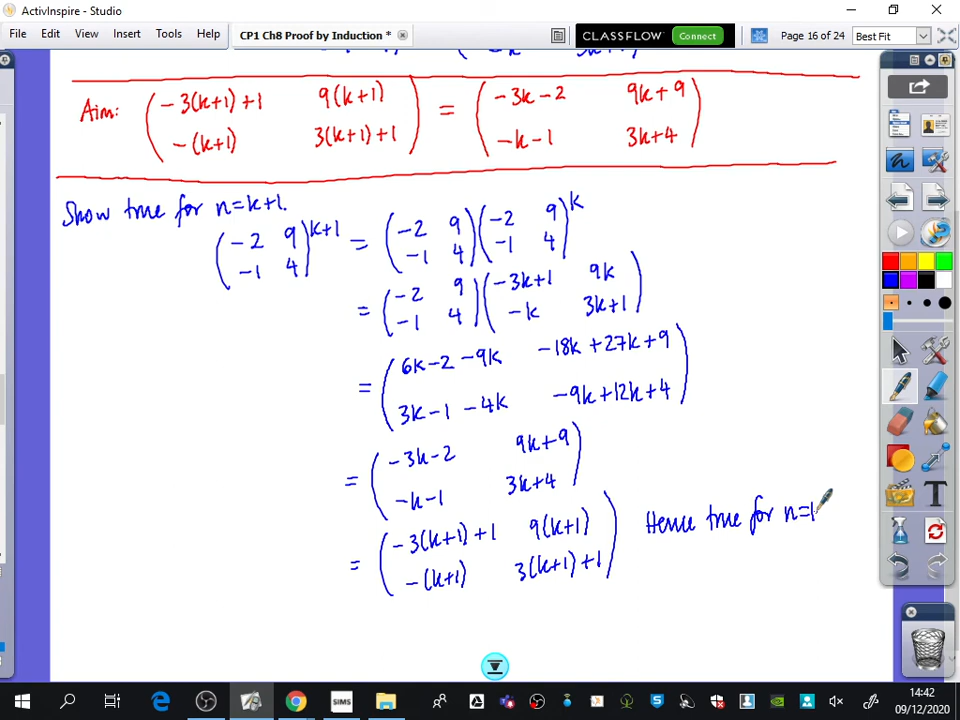 ActivInspire - Studio
File Edit View Insert Tools Help CP1 Ch8 Proof by Induction * CLASSFLOW Connect Page 16 of 24 Best Fit
Aim: ( -3(k+1)+1 9(k+1) ) = ( -3k-2 9k+9 )
( -(k+1) 3(k+1)+1 ) ( -k-1 3k+4 )
Show true for n=k+1.
( -2 9 )^{k+1} = ( -2 9 ) ( -2 9 )^k
( -1 4 ) ( -1 4 ) ( -1 4 )
= ( -2 9 ) ( -3k+1 9k )
( -1 4 ) ( -k 3k+1 )
= ( 6k-2-9k -18k+27k+9 )
( 3k-1-4k -9k+12k+4 )
= ( -3k-2 9k+9 )
( -k-1 3k+4 )
= ( -3(k+1)+1 9(k+1) ) Hence true for n=
( -(k+1) 3(k+1)+1 )
SIMS
14:42
09/12/2020